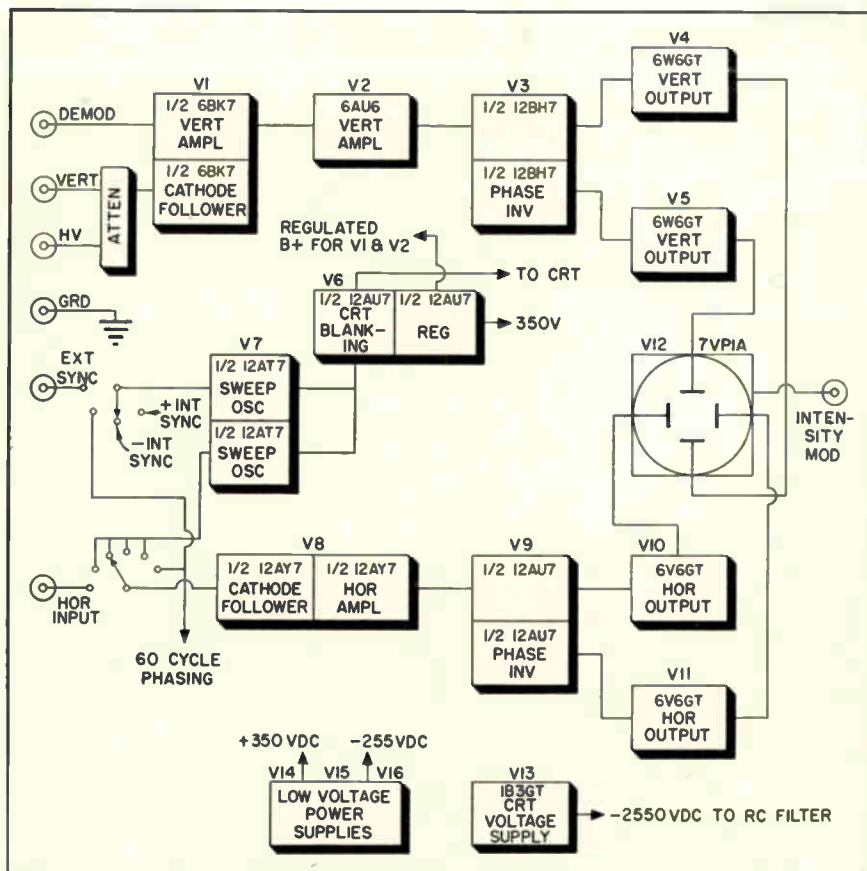 V1
V2
V3
V4
DEMOD
1/2 6BK7
VERT
AMPL
6AU6
VERT
AMPL
1/2 12BH7
6W6GT
VERT
OUTPUT
VERT
HV
ATTEN
1/2 6BK7
CATHODE
FOLLOWER
1/2 12BH7
PHASE
INV
V5
6W6GT
VERT
OUTPUT
REGULATED
B+ FOR V1 & V2
GRD
V6
TO CRT
1/2 12AU7
CRT
BLANK-
ING
1/2 12AU7
REG
350V
EXT
SYNC
+INT
SYNC
-INT
SYNC
V7
1/2 12AT7
SWEEP
OSC
1/2 12AT7
SWEEP
OSC
V12
7VP1A
INTEN-
SITY
MOD
HOR
INPUT
60 CYCLE
PHASING
V8
1/2 12AY7
CATHODE
FOLLOWER
1/2 12AY7
HOR
AMPL
V9
1/2 12AU7
1/2 12AU7
PHASE
INV
V10
6V6GT
HOR
OUTPUT
V11
6V6GT
HOR
OUTPUT
+350 VDC
-255VDC
V14
V15
V16
LOW VOLTAGE
POWER
SUPPLIES
V13
1B3GT
CRT
VOLTAGE
SUPPLY
-2550 VDC TO RC FILTER